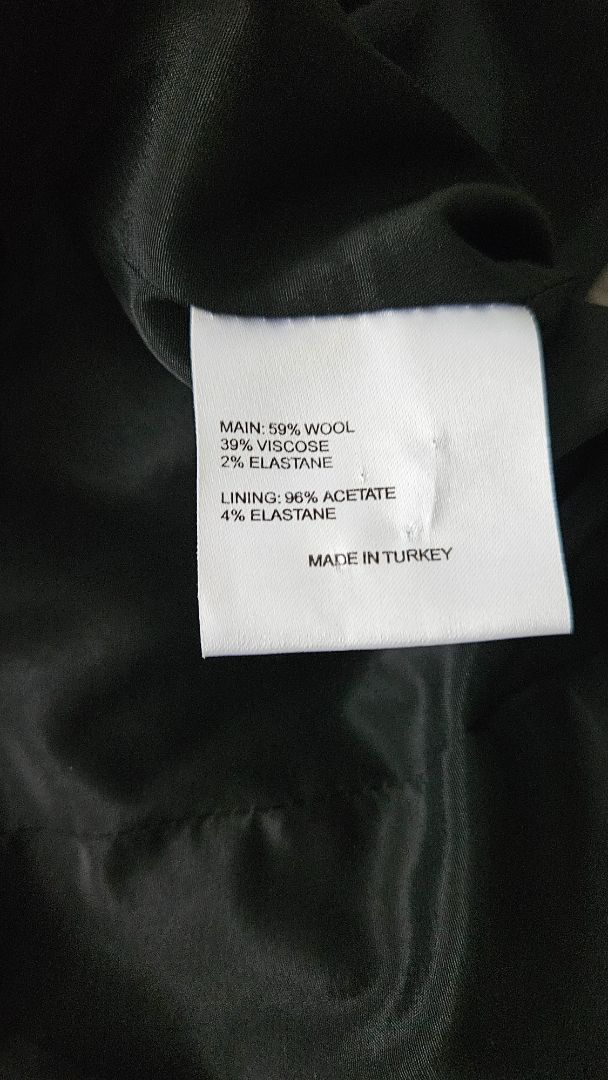 MAIN: 59% WOOL
39% VISCOSE
2% ELASTANE
LINING: 96% ACETATE
4% ELASTANE
MADE IN TURKEY